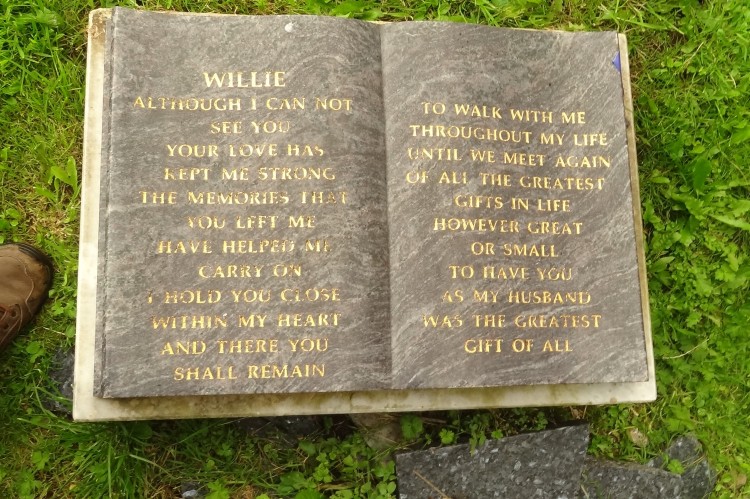 WILLIE
ALTHOUGH I CAN NOT
SEE YOU
YOUR LOVE HAS
KEPT ME STRONG
THE MEMORIES THAT
YOU LEFT ME
HAVE HELPED ME
CARRY ON
I HOLD YOU CLOSE
WITHIN MY HEART
AND THERE YOU
SHALL REMAIN
TO WALK WITH ME
THROUGHOUT MY LIFE
UNTIL WE MEET AGAIN
OF ALL THE GREATEST
GIFTS IN LIFE
HOWEVER GREAT
OR SMALL
TO HAVE YOU
AS MY HUSBAND
WAS THE GREATEST
GIFT OF ALL